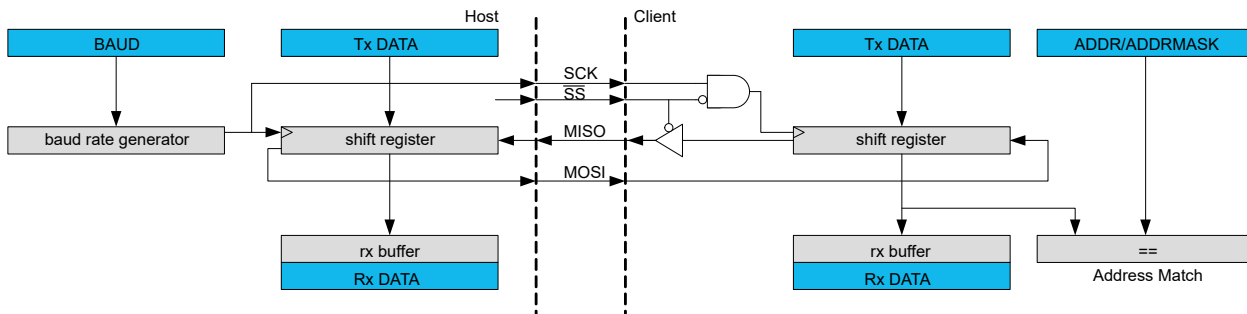 Host
Client
BAUD
Tx DATA
Tx DATA
ADDR/ADDRMASK
SCK
SS
baud rate generator
shift register
MISO
shift register
MOSI
rx buffer
rx buffer
==
Rx DATA
Rx DATA
Address Match